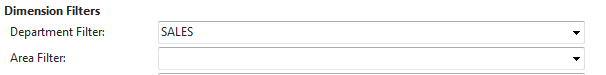 Dimension Filters
Department Filter: SALES
Area Filter: